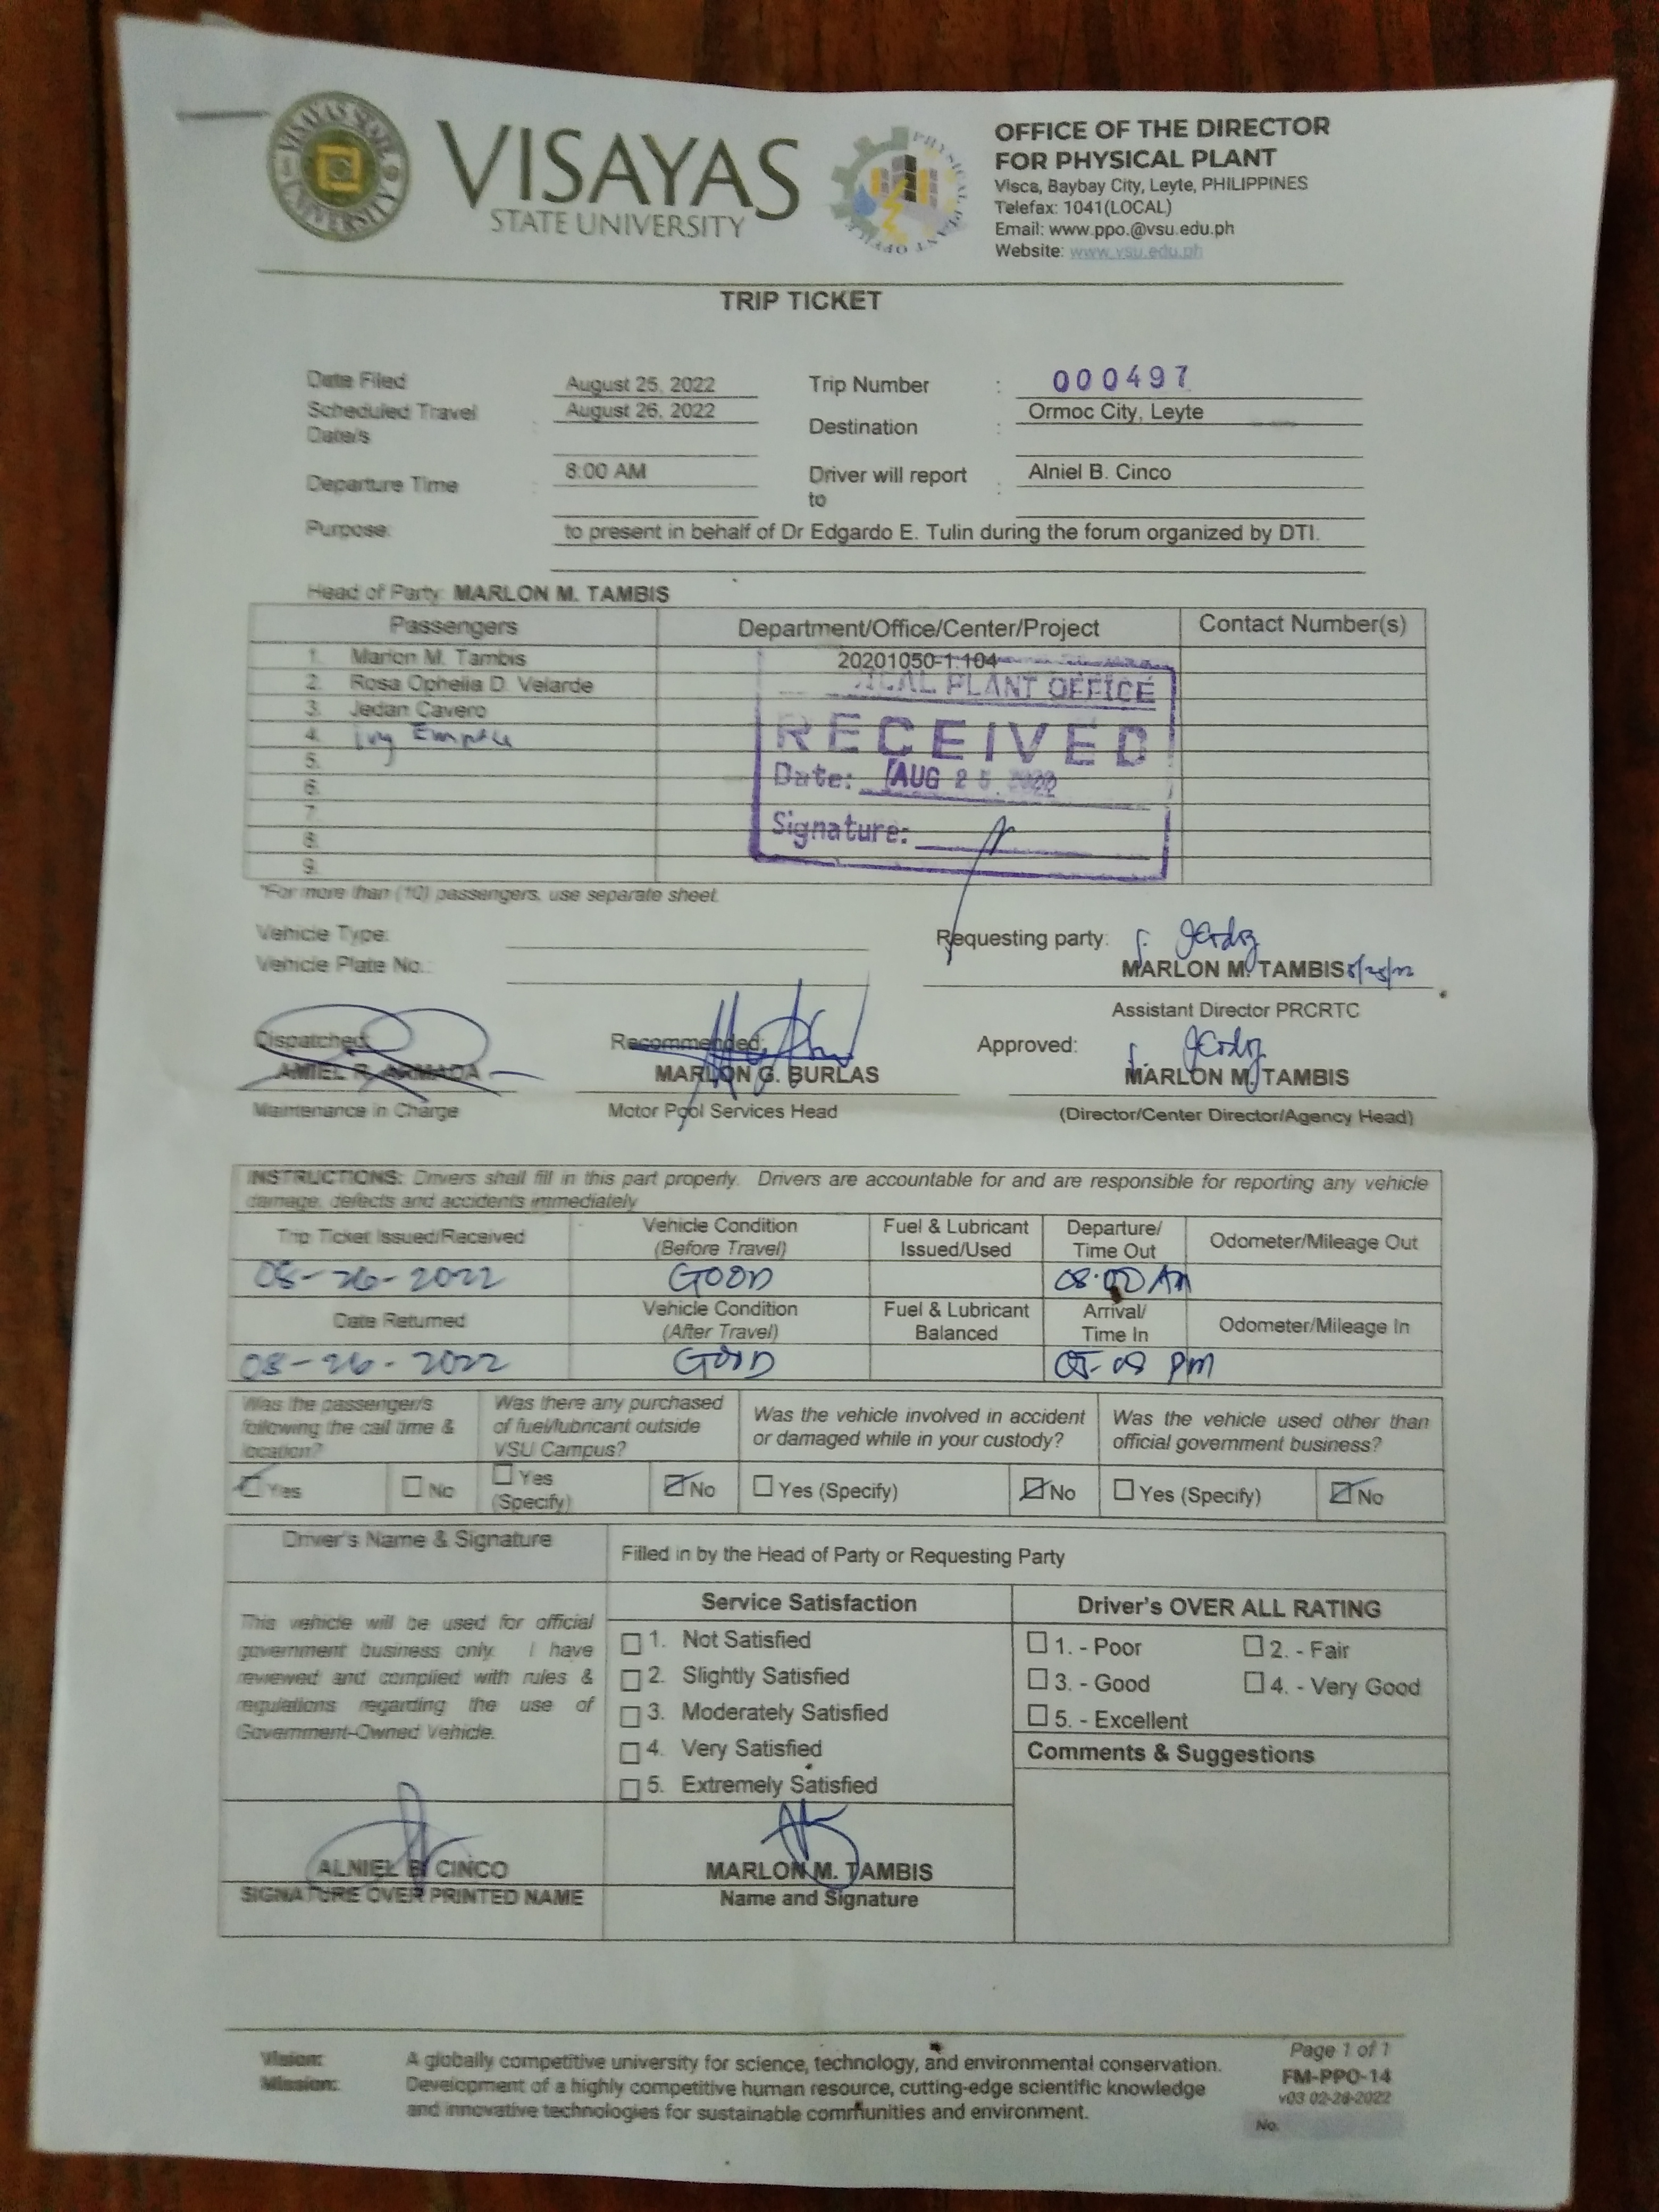 VISAYAS STATE UNIVERSITY
VISAYAS
STATE UNIVERSITY
PHYSICAL PLANT OFFICE
OFFICE OF THE DIRECTOR
FOR PHYSICAL PLANT
Visca, Baybay City, Leyte, PHILIPPINES
Telefax: 1041(LOCAL)
Email: www.ppo.@vsu.edu.ph
Website: www.vsu.edu.ph
TRIP TICKET
Date Filed August 25, 2022 Trip Number : 000497
Scheduled Travel Date/s : August 26, 2022 Destination : Ormoc City, Leyte
Departure Time : 8:00 AM Driver will report to : Alniel B. Cinco
Purpose: to present in behalf of Dr Edgardo E. Tulin during the forum organized by DTI.
Head of Party: MARLON M. TAMBIS
Passengers Department/Office/Center/Project Contact Number(s)
1. Marlon M. Tambis 20201050-1.104
2. Rosa Ophelia D. Velarde
3. Jedan Cavero
4. Ivy
5.
6.
7.
8.
9.
PLANT OFFICE
RECEIVED
Date: AUG 25 2022
Signature:
*For more than (10) passengers, use separate sheet.
Vehicle Type:
Vehicle Plate No.:
Requesting party:
MARLON M. TAMBIS 8/25/22
Assistant Director PRCRTC
Dispatched: Recommended: Approved:
AMIEL R. ARMADA MARLON G. BURLAS MARLON M. TAMBIS
Maintenance in Charge Motor Pool Services Head (Director/Center Director/Agency Head)
INSTRUCTIONS: Drivers shall fill in this part properly. Drivers are accountable for and are responsible for reporting any vehicle
damage, defects and accidents immediately
Trip Ticket Issued/Received Vehicle Condition (Before Travel) Fuel & Lubricant Issued/Used Departure/ Time Out Odometer/Mileage Out
08-26-2022 GOOD 08:00 AM
Date Returned Vehicle Condition (After Travel) Fuel & Lubricant Balanced Arrival/ Time In Odometer/Mileage In
08-26-2022 GOOD PM
Was the passenger/s following the call time & location? Was there any purchased of fuel/lubricant outside VSU Campus? Was the vehicle involved in accident or damaged while in your custody? Was the vehicle used other than official government business?
Yes No Yes (Specify) No Yes (Specify) No Yes (Specify) No
Driver's Name & Signature Filled in by the Head of Party or Requesting Party
This vehicle will be used for official
government business only. I have
reviewed and complied with rules &
regulations regarding the use of
Government-Owned Vehicle.
Service Satisfaction
1. Not Satisfied
2. Slightly Satisfied
3. Moderately Satisfied
4. Very Satisfied
5. Extremely Satisfied
Driver's OVER ALL RATING
1. - Poor 2. - Fair
3. - Good 4. - Very Good
5. - Excellent
Comments & Suggestions
ALNIEL B. CINCO
SIGNATURE OVER PRINTED NAME
MARLON M. TAMBIS
Name and Signature
Vision: A globally competitive university for science, technology, and environmental conservation.
Mission: Development of a highly competitive human resource, cutting-edge scientific knowledge
and innovative technologies for sustainable communities and environment.
Page 1 of 1
FM-PPO-14
v03 02-28-2022
No.